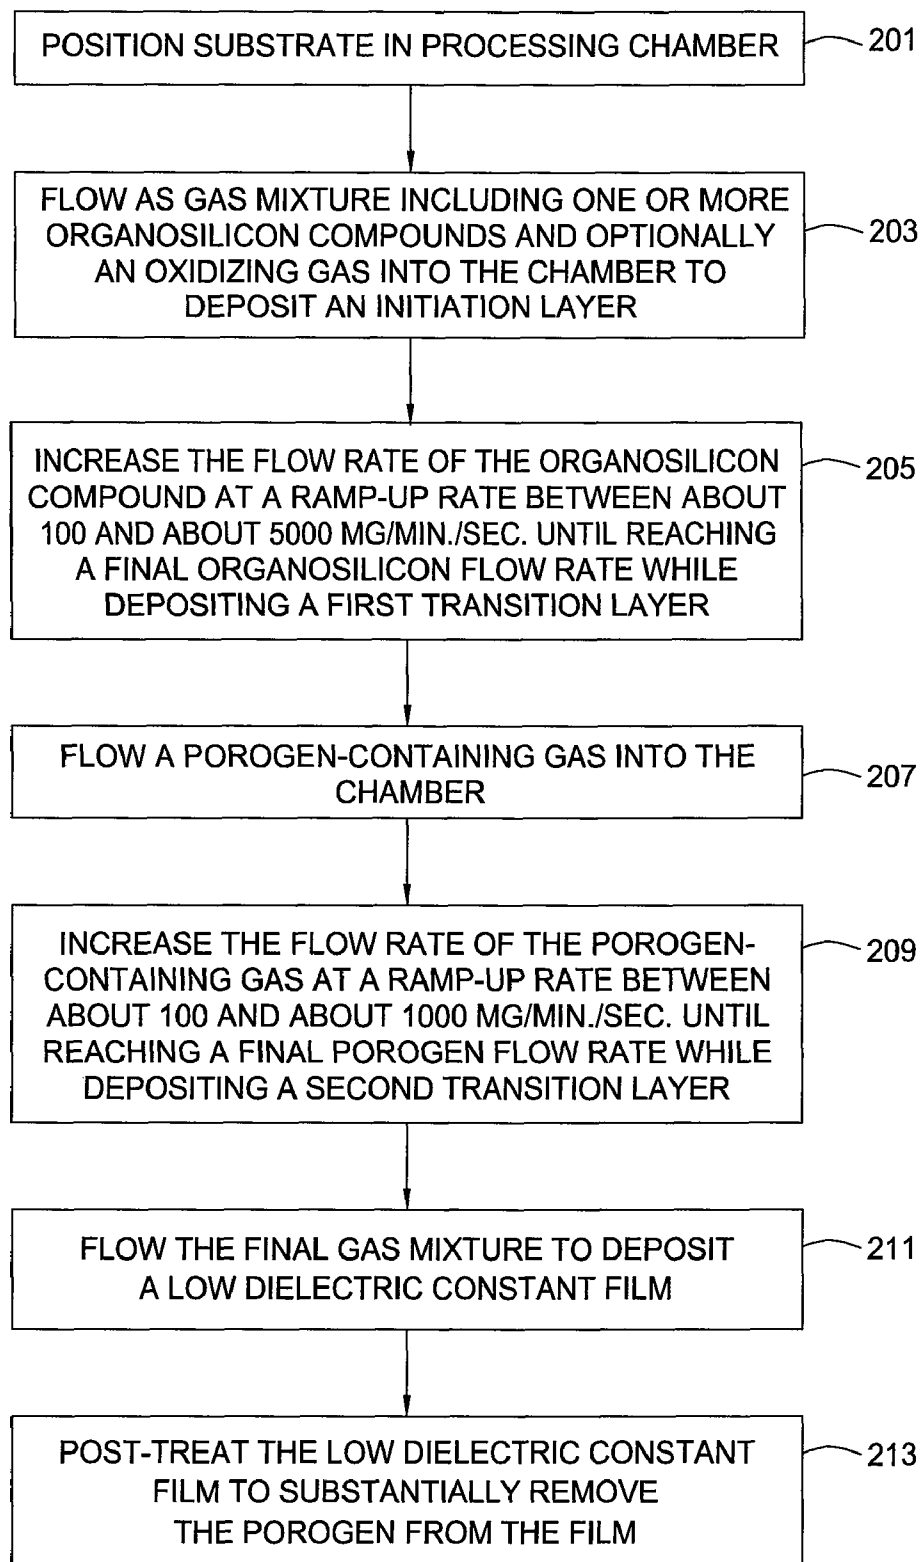 POSITION SUBSTRATE IN PROCESSING CHAMBER
201
FLOW AS GAS MIXTURE INCLUDING ONE OR MORE
ORGANOSILICON COMPOUNDS AND OPTIONALLY
AN OXIDIZING GAS INTO THE CHAMBER TO
DEPOSIT AN INITIATION LAYER
203
INCREASE THE FLOW RATE OF THE ORGANOSILICON
COMPOUND AT A RAMP-UP RATE BETWEEN ABOUT
100 AND ABOUT 5000 MG/MIN./SEC. UNTIL REACHING
A FINAL ORGANOSILICON FLOW RATE WHILE
DEPOSITING A FIRST TRANSITION LAYER
205
FLOW A POROGEN-CONTAINING GAS INTO THE
CHAMBER
207
INCREASE THE FLOW RATE OF THE POROGEN-
CONTAINING GAS AT A RAMP-UP RATE BETWEEN
ABOUT 100 AND ABOUT 1000 MG/MIN./SEC. UNTIL
REACHING A FINAL POROGEN FLOW RATE WHILE
DEPOSITING A SECOND TRANSITION LAYER
209
FLOW THE FINAL GAS MIXTURE TO DEPOSIT
A LOW DIELECTRIC CONSTANT FILM
211
POST-TREAT THE LOW DIELECTRIC CONSTANT
FILM TO SUBSTANTIALLY REMOVE
THE POROGEN FROM THE FILM
213